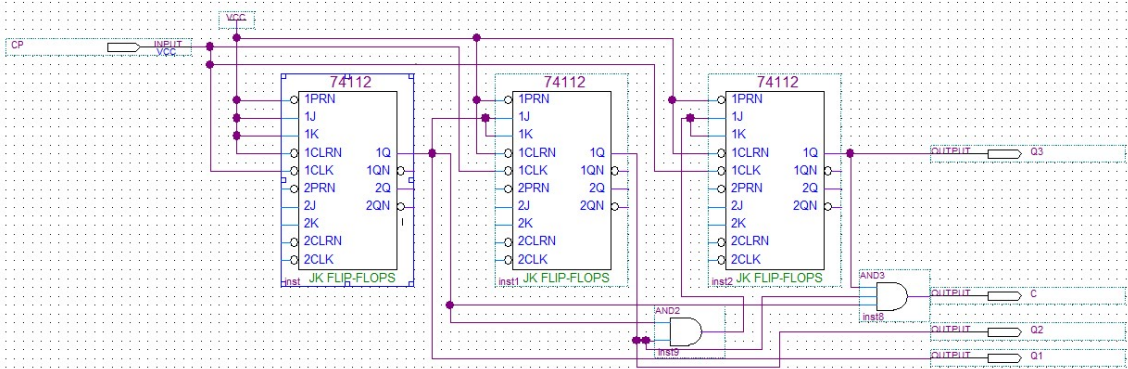 VCC
CP
INPUT
VCC
74112
1PRN
1J
1K
1CLRN
1CLK
2PRN
2J
2K
2CLRN
2CLK
1Q
1QN
2Q
2QN
inst
JK FLIP-FLOPS
74112
1PRN
1J
1K
1CLRN
1CLK
2PRN
2J
2K
2CLRN
2CLK
1Q
1QN
2Q
2QN
inst1
JK FLIP-FLOPS
74112
1PRN
1J
1K
1CLRN
1CLK
2PRN
2J
2K
2CLRN
2CLK
1Q
1QN
2Q
2QN
inst2
JK FLIP-FLOPS
OUTPUT
Q3
AND3
inst8
OUTPUT
C
AND2
inst9
OUTPUT
Q2
OUTPUT
Q1